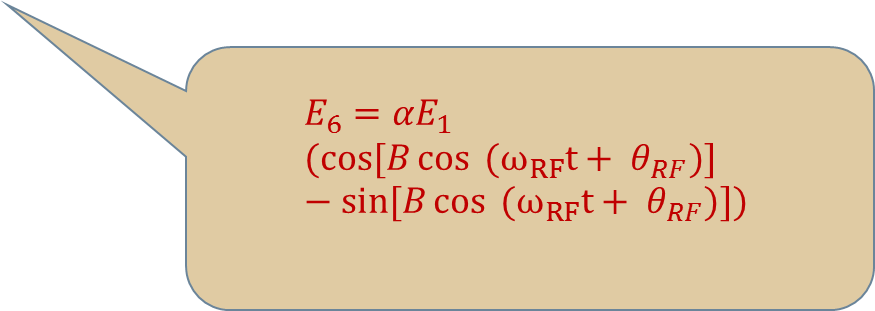 E₆ = αE₁
(cos[B cos (ω_RF t + θ_RF)]
− sin[B cos (ω_RF t + θ_RF)])